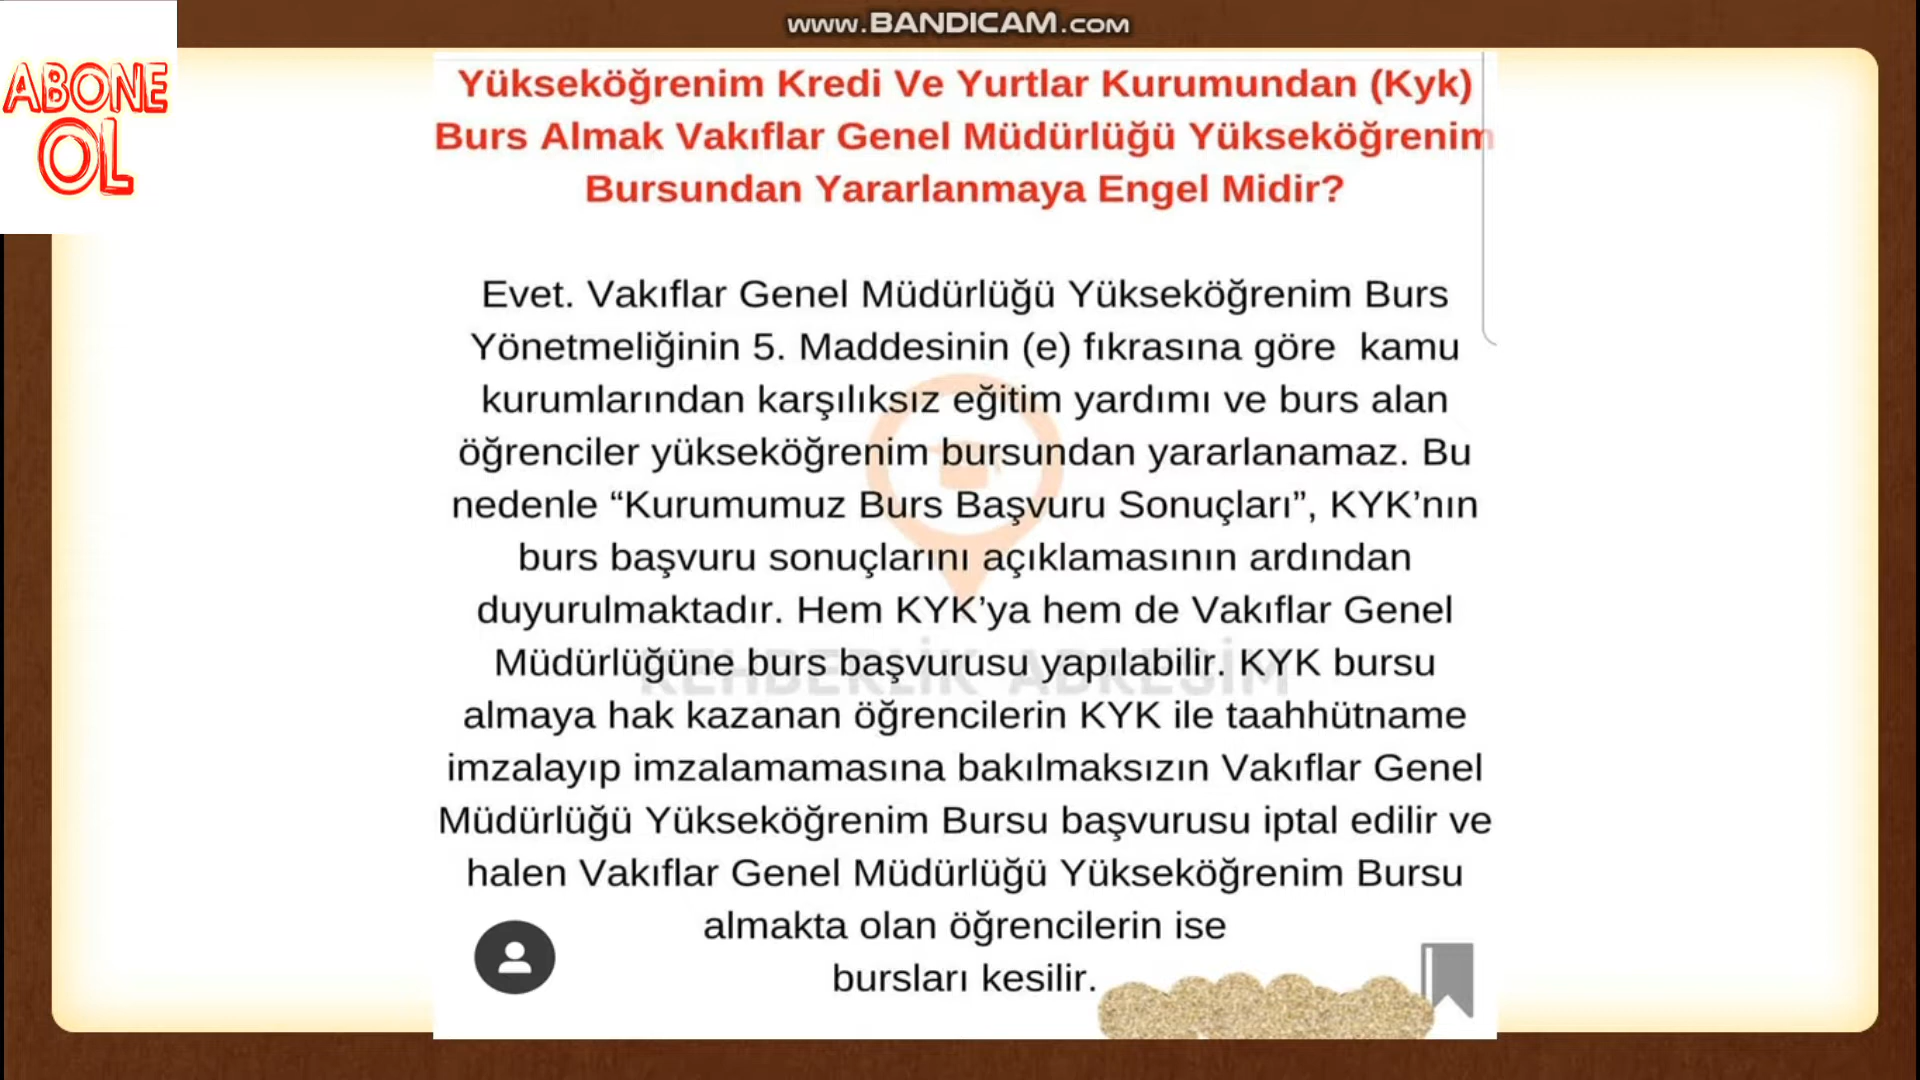 www.BANDICAM.com
ABONE
OL
Yükseköğrenim Kredi Ve Yurtlar Kurumundan (Kyk)
Burs Almak Vakıflar Genel Müdürlüğü Yükseköğrenim
Bursundan Yararlanmaya Engel Midir?
Evet. Vakıflar Genel Müdürlüğü Yükseköğrenim Burs
Yönetmeliğinin 5. Maddesinin (e) fıkrasına göre kamu
kurumlarından karşılıksız eğitim yardımı ve burs alan
öğrenciler yükseköğrenim bursundan yararlanamaz. Bu
nedenle “Kurumumuz Burs Başvuru Sonuçları”, KYK’nın
burs başvuru sonuçlarını açıklamasının ardından
duyurulmaktadır. Hem KYK’ya hem de Vakıflar Genel
Müdürlüğüne burs başvurusu yapılabilir. KYK bursu
REHBERLİK ADRESİM
almaya hak kazanan öğrencilerin KYK ile taahhütname
imzalayıp imzalamamasına bakılmaksızın Vakıflar Genel
Müdürlüğü Yükseköğrenim Bursu başvurusu iptal edilir ve
halen Vakıflar Genel Müdürlüğü Yükseköğrenim Bursu
almakta olan öğrencilerin ise
bursları kesilir.